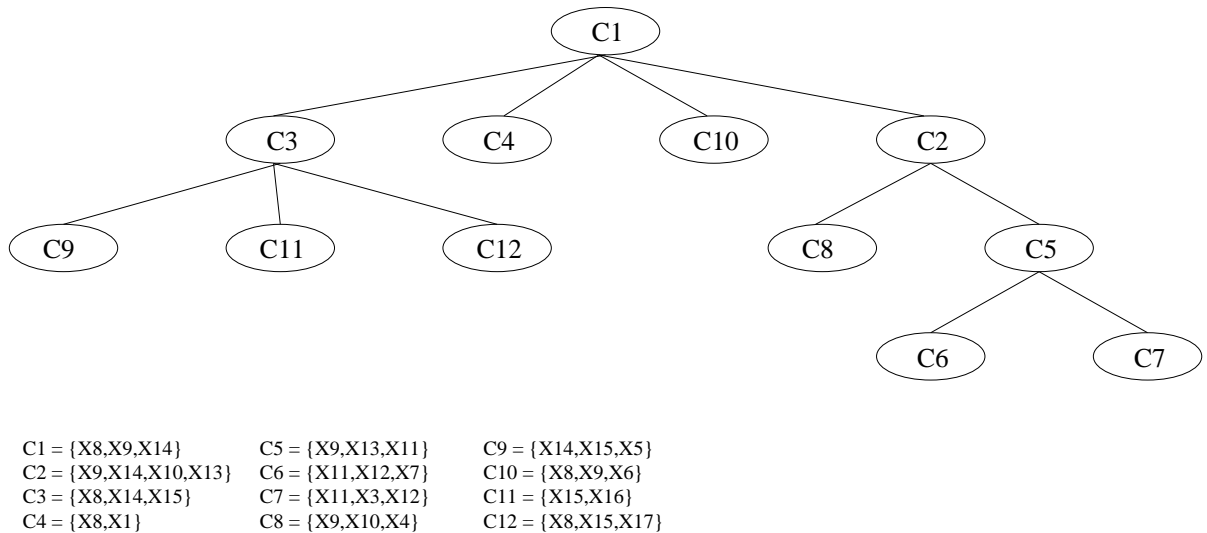 C1
C3 C4 C10 C2
C9 C11 C12 C8 C5
C6 C7
C1 = {X8,X9,X14} C5 = {X9,X13,X11} C9 = {X14,X15,X5}
C2 = {X9,X14,X10,X13} C6 = {X11,X12,X7} C10 = {X8,X9,X6}
C3 = {X8,X14,X15} C7 = {X11,X3,X12} C11 = {X15,X16}
C4 = {X8,X1} C8 = {X9,X10,X4} C12 = {X8,X15,X17}